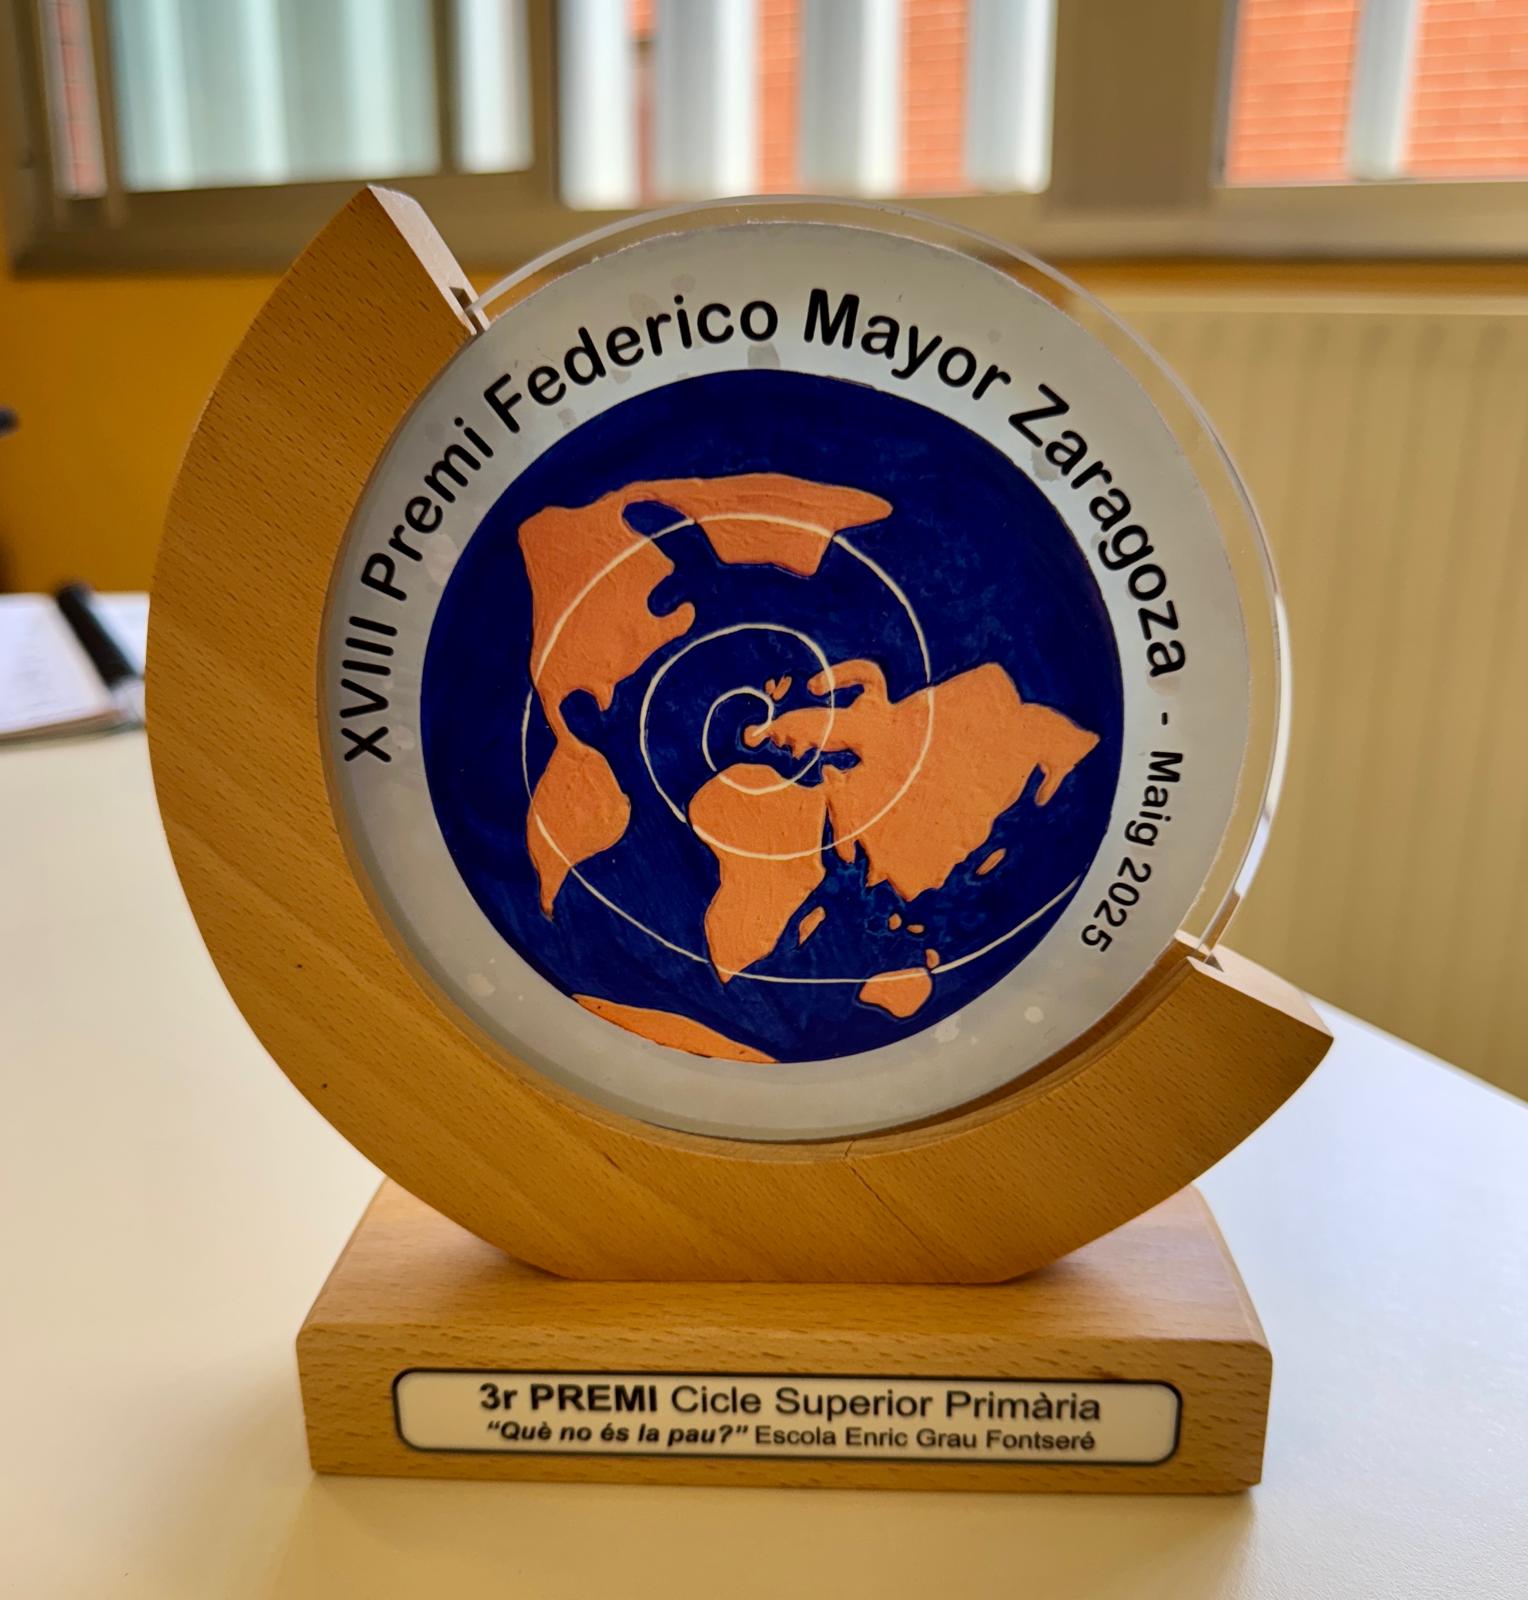 XVIII Premi Federico Mayor Zaragoza - Maig 2025
3r PREMI Cicle Superior Primària
“Què no és la pau?” Escola Enric Grau Fontseré